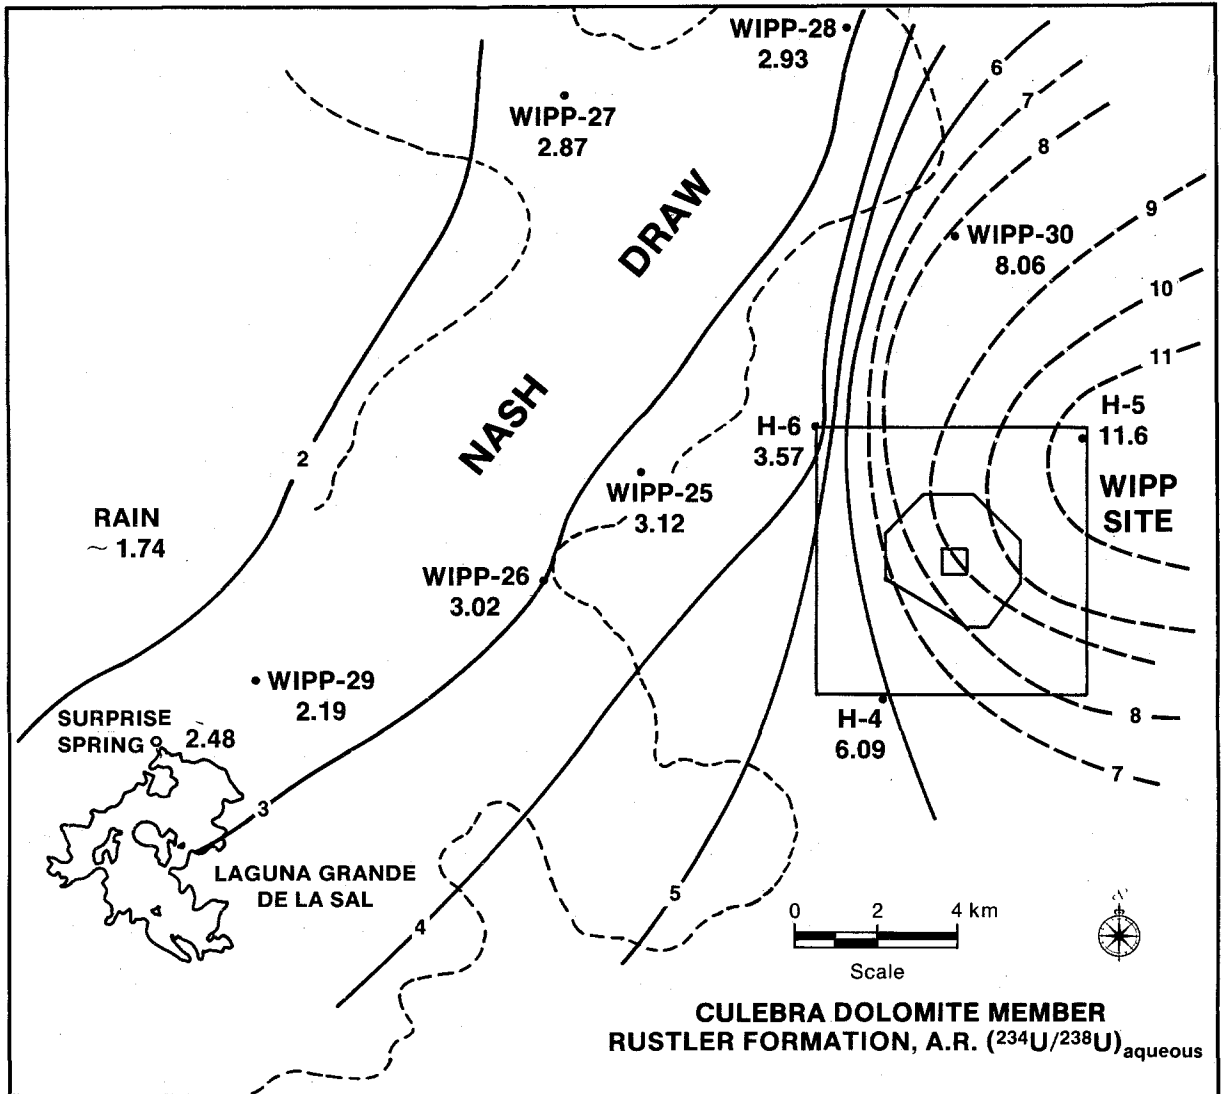 WIPP-28
2.93
6
WIPP-27
2.87
7
8
DRAW
9
WIPP-30
8.06
10
11
NASH
H-5
11.6
H-6
3.57
2
WIPP-25
3.12
WIPP
SITE
RAIN
~ 1.74
WIPP-26
3.02
WIPP-29
2.19
SURPRISE
SPRING
2.48
H-4
6.09
8
7
3
LAGUNA GRANDE
DE LA SAL
5
4
0 2 4 km
Scale
N
CULEBRA DOLOMITE MEMBER
RUSTLER FORMATION, A.R. (²³⁴U/²³⁸U)aqueous